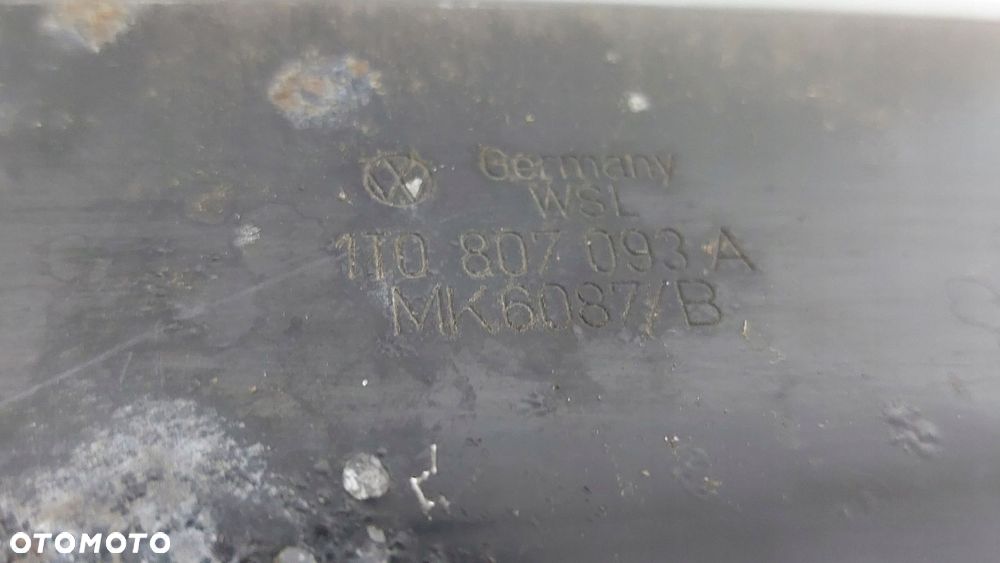 Germany
WSL
1T0 807 093 A
MK6087/B
OTOMOTO